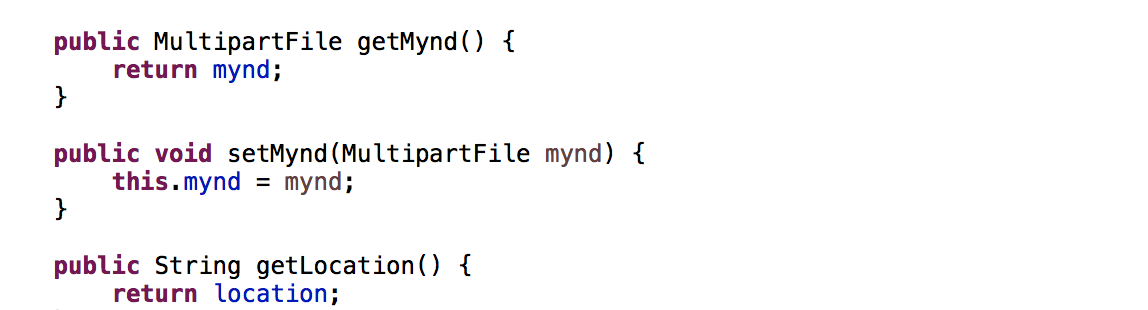 public MultipartFile getMynd() {
    return mynd;
}

public void setMynd(MultipartFile mynd) {
    this.mynd = mynd;
}

public String getLocation() {
    return location;